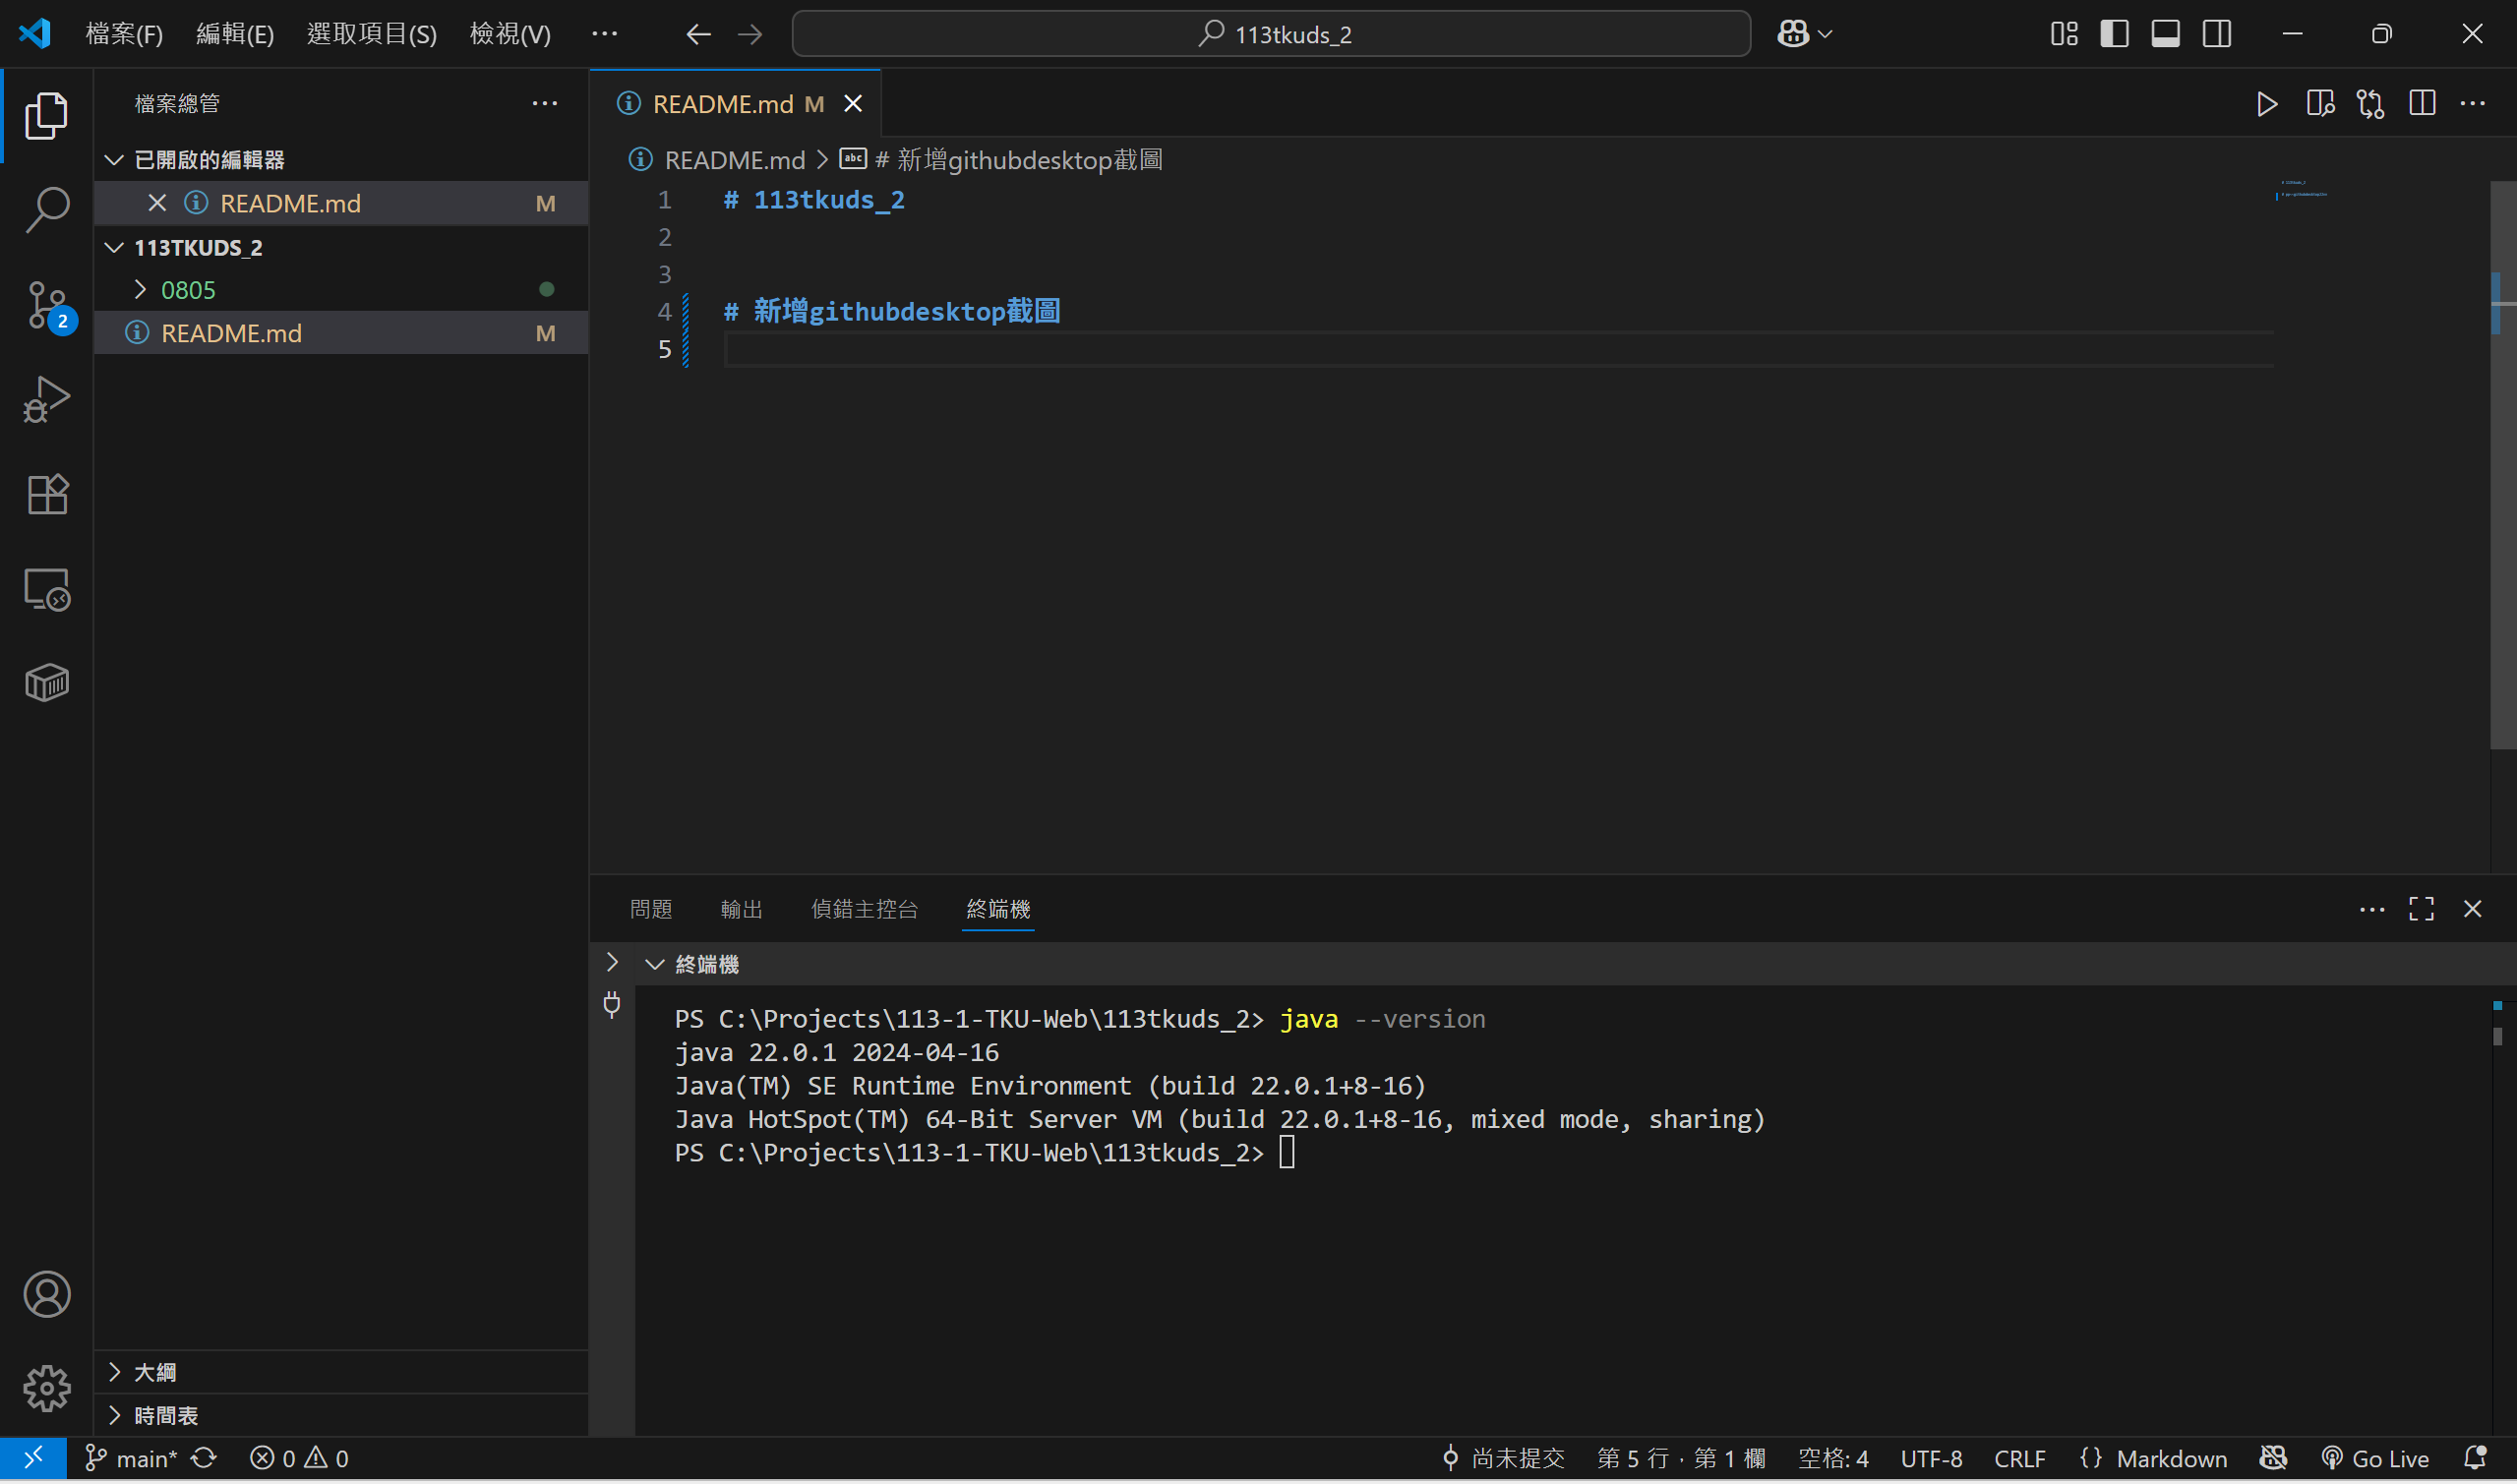 檔案(F) 編輯(E) 選取項目(S) 檢視(V) ··· 113tkuds_2
檔案總管
已開啟的編輯器
README.md M
113TKUDS_2
0805
README.md M
大綱
時間表
README.md M
README.md > abc # 新增githubdesktop截圖
1 # 113tkuds_2
2
3
4 # 新增githubdesktop截圖
5
問題 輸出 偵錯主控台 終端機
終端機
PS C:\Projects\113-1-TKU-Web\113tkuds_2> java --version
java 22.0.1 2024-04-16
Java(TM) SE Runtime Environment (build 22.0.1+8-16)
Java HotSpot(TM) 64-Bit Server VM (build 22.0.1+8-16, mixed mode, sharing)
PS C:\Projects\113-1-TKU-Web\113tkuds_2>
2
main* 0 0 尚未提交 第 5 行，第 1 欄 空格: 4 UTF-8 CRLF {} Markdown Go Live